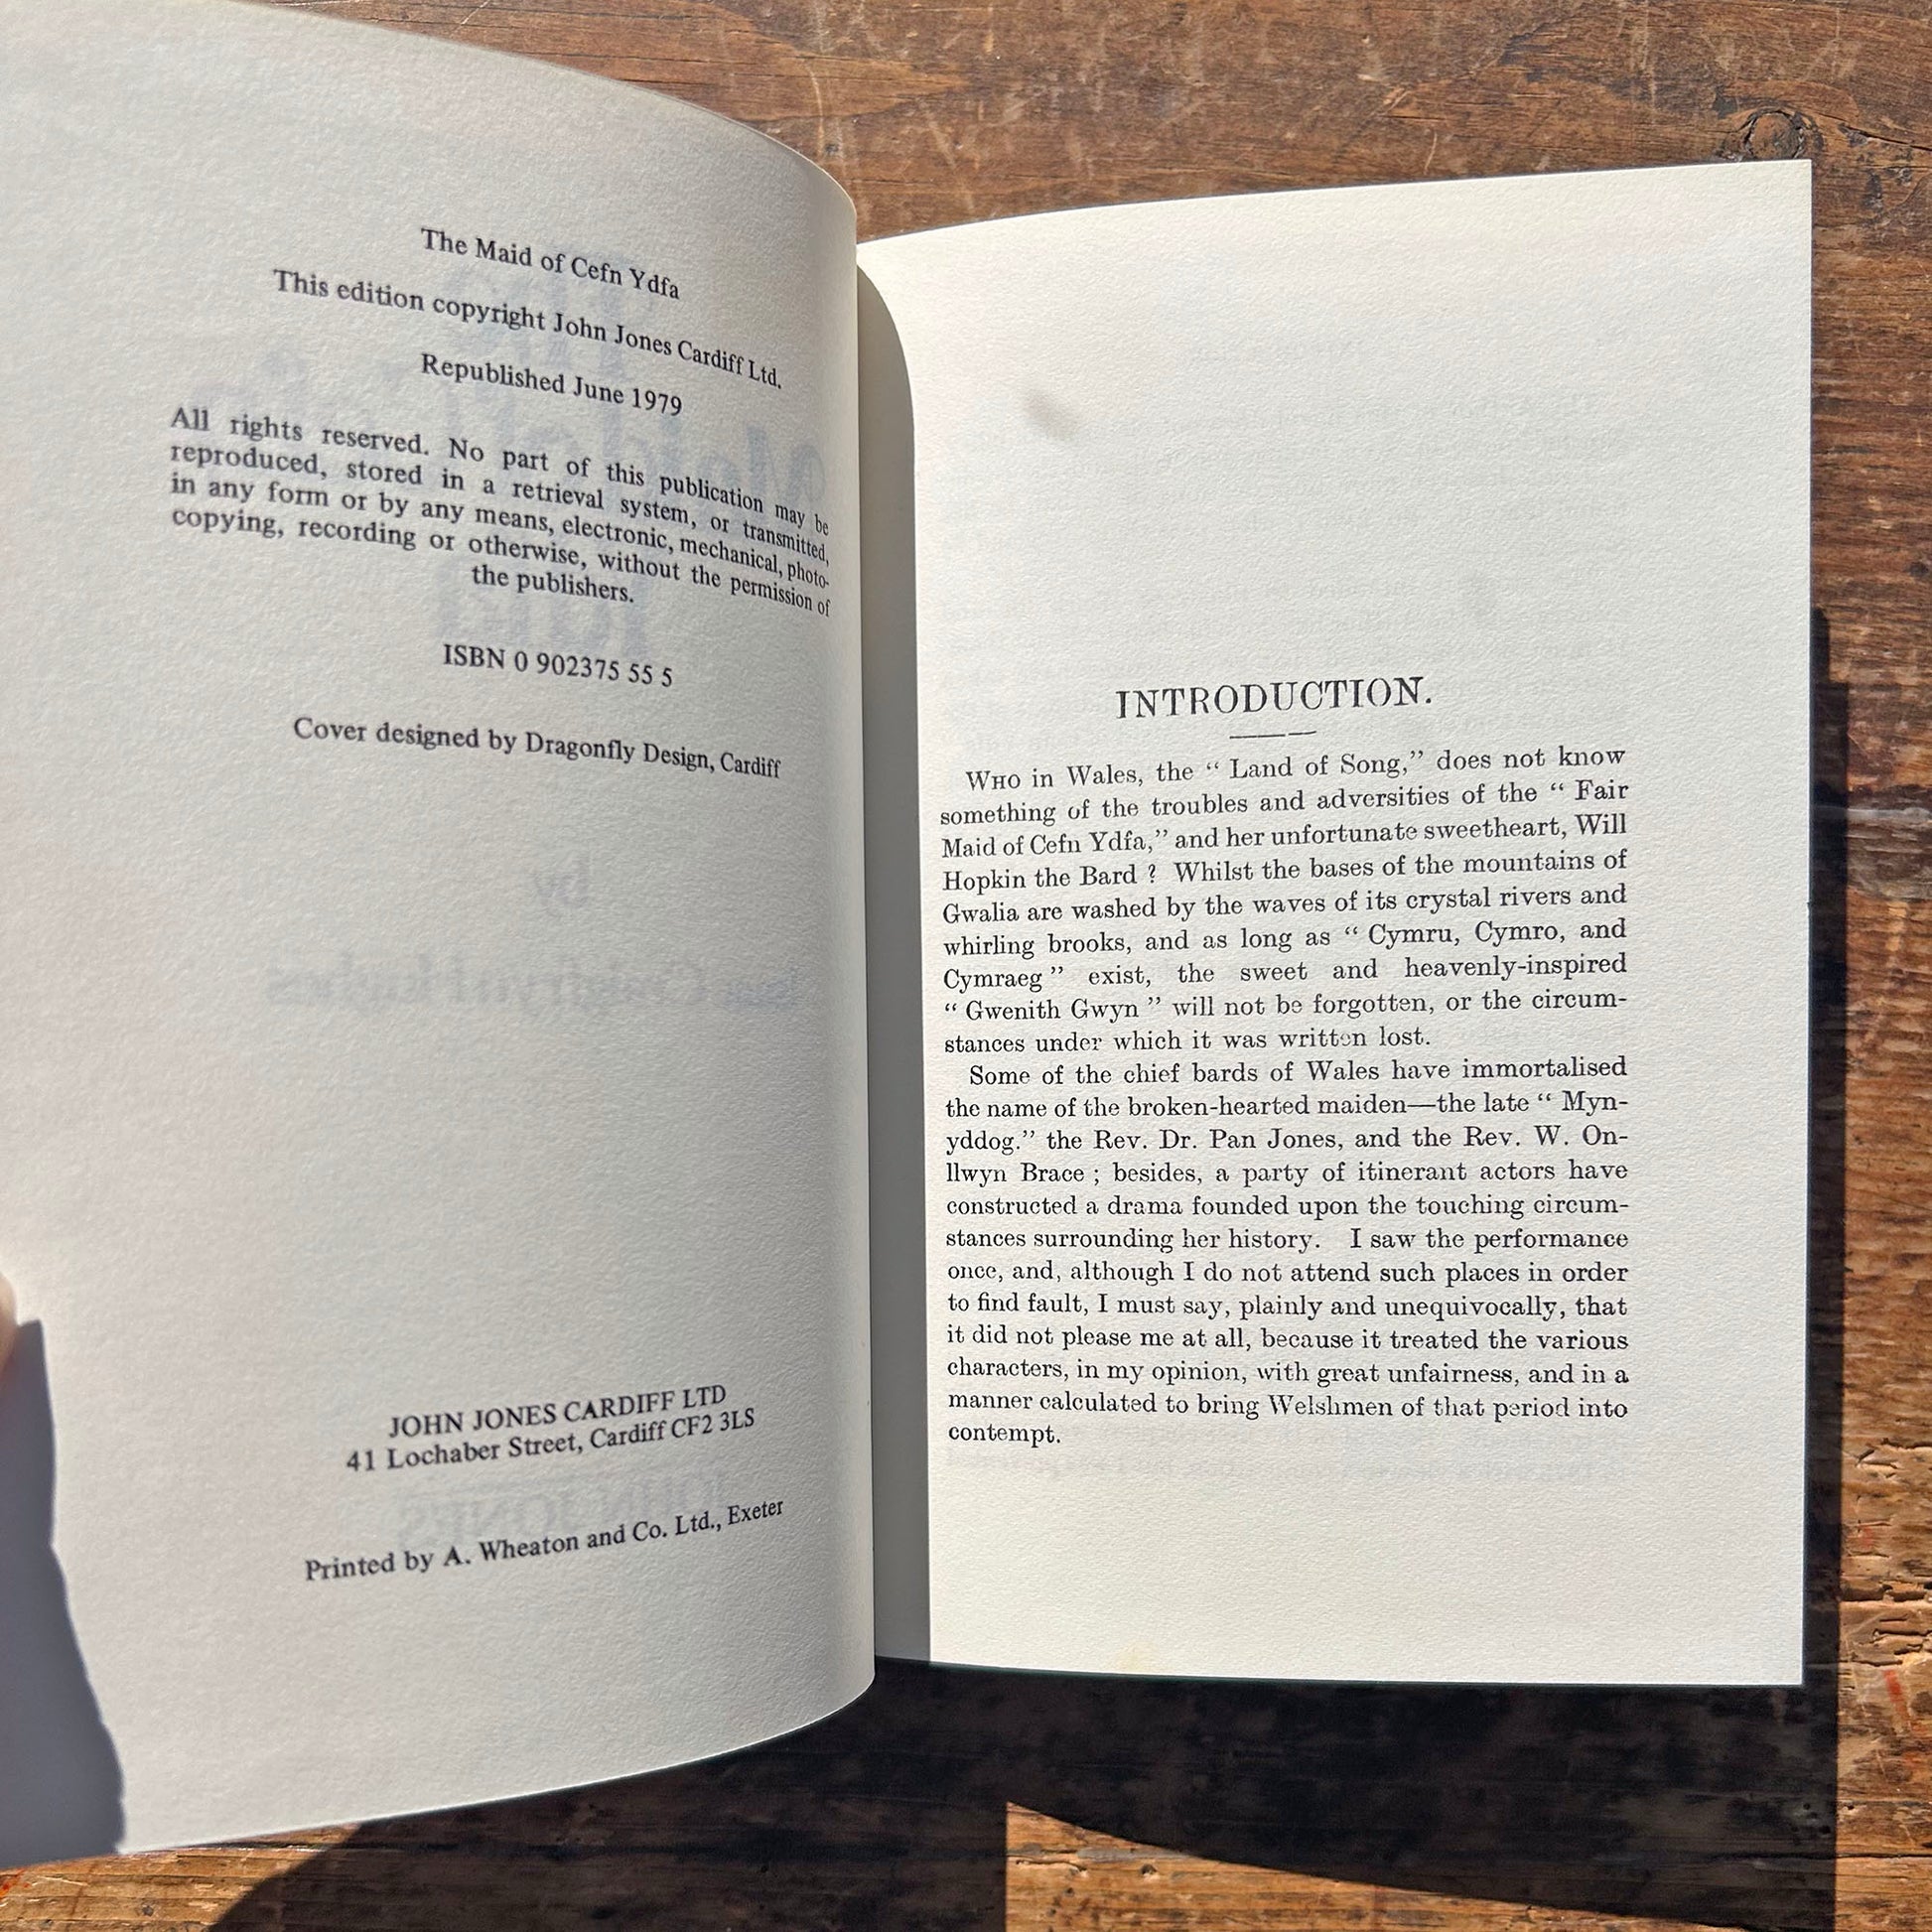 The Maid of Cefn Ydfa
This edition copyright John Jones Cardiff Ltd.
Republished June 1979
All rights reserved. No part of this publication may be
reproduced, stored in a retrieval system, or transmitted,
in any form or by any means, electronic, mechanical, photo-
copying, recording or otherwise, without the permission of
the publishers.
ISBN 0 902375 55 5
Cover designed by Dragonfly Design, Cardiff
JOHN JONES CARDIFF LTD
41 Lochaber Street, Cardiff CF2 3LS
Printed by A. Wheaton and Co. Ltd., Exeter
INTRODUCTION.
WHO in Wales, the “ Land of Song,” does not know
something of the troubles and adversities of the “ Fair
Maid of Cefn Ydfa,” and her unfortunate sweetheart, Will
Hopkin the Bard ? Whilst the bases of the mountains of
Gwalia are washed by the waves of its crystal rivers and
whirling brooks, and as long as “ Cymru, Cymro, and
Cymraeg ” exist, the sweet and heavenly-inspired
“ Gwenith Gwyn ” will not be forgotten, or the circum-
stances under which it was written lost.
Some of the chief bards of Wales have immortalised
the name of the broken-hearted maiden—the late “ Myn-
yddog.” the Rev. Dr. Pan Jones, and the Rev. W. On-
llwyn Brace ; besides, a party of itinerant actors have
constructed a drama founded upon the touching circum-
stances surrounding her history. I saw the performance
once, and, although I do not attend such places in order
to find fault, I must say, plainly and unequivocally, that
it did not please me at all, because it treated the various
characters, in my opinion, with great unfairness, and in a
manner calculated to bring Welshmen of that period into
contempt.